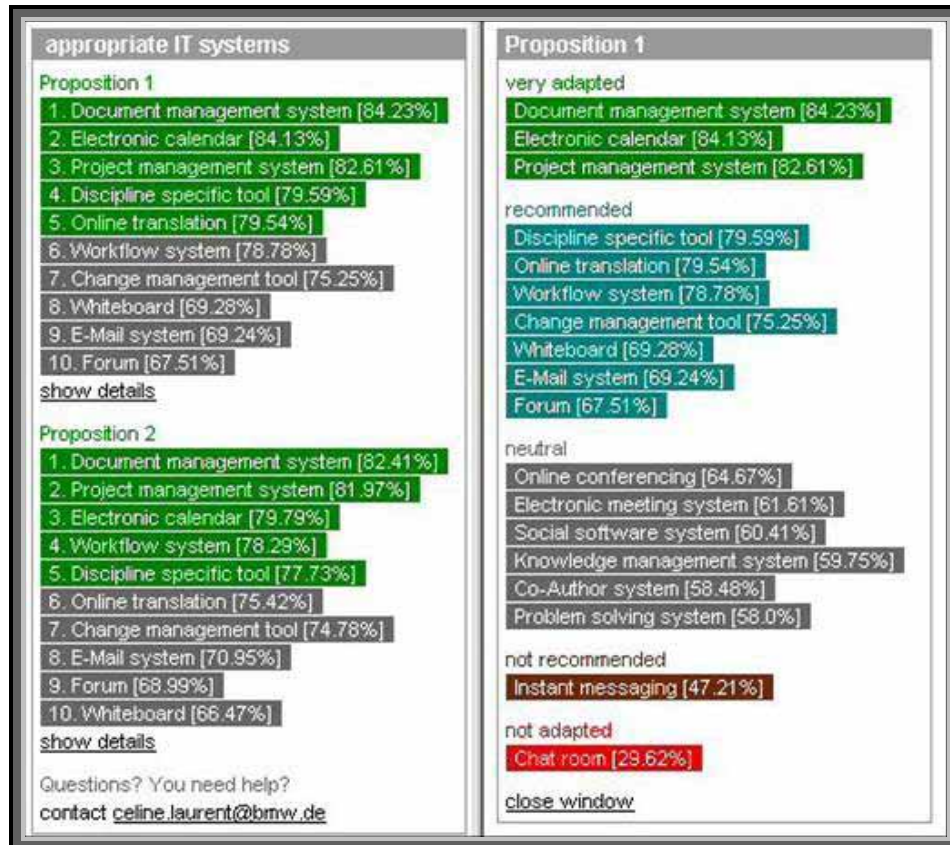 appropriate IT systems
Proposition 1
1. Document management system [84.23%]
2. Electronic calendar [84.13%]
3. Project management system [82.61%]
4. Discipline specific tool [79.59%]
5. Online translation [79.54%]
6. Workflow system [78.78%]
7. Change management tool [75.25%]
8. Whiteboard [69.28%]
9. E-Mail system [69.24%]
10. Forum [67.51%]
show details
Proposition 2
1. Document management system [82.41%]
2. Project management system [81.97%]
3. Electronic calendar [79.79%]
4. Workflow system [78.29%]
5. Discipline specific tool [77.73%]
6. Online translation [75.42%]
7. Change management tool [74.78%]
8. E-Mail system [70.95%]
9. Forum [68.99%]
10. Whiteboard [66.47%]
show details
Questions? You need help?
contact celine.laurent@bmw.de
Proposition 1
very adapted
Document management system [84.23%]
Electronic calendar [84.13%]
Project management system [82.61%]
recommended
Discipline specific tool [79.59%]
Online translation [79.54%]
Workflow system [78.78%]
Change management tool [75.25%]
Whiteboard [69.28%]
E-Mail system [69.24%]
Forum [67.51%]
neutral
Online conferencing [64.67%]
Electronic meeting system [61.61%]
Social software system [60.41%]
Knowledge management system [59.75%]
Co-Author system [58.48%]
Problem solving system [58.0%]
not recommended
Instant messaging [47.21%]
not adapted
Chat room [29.62%]
close window